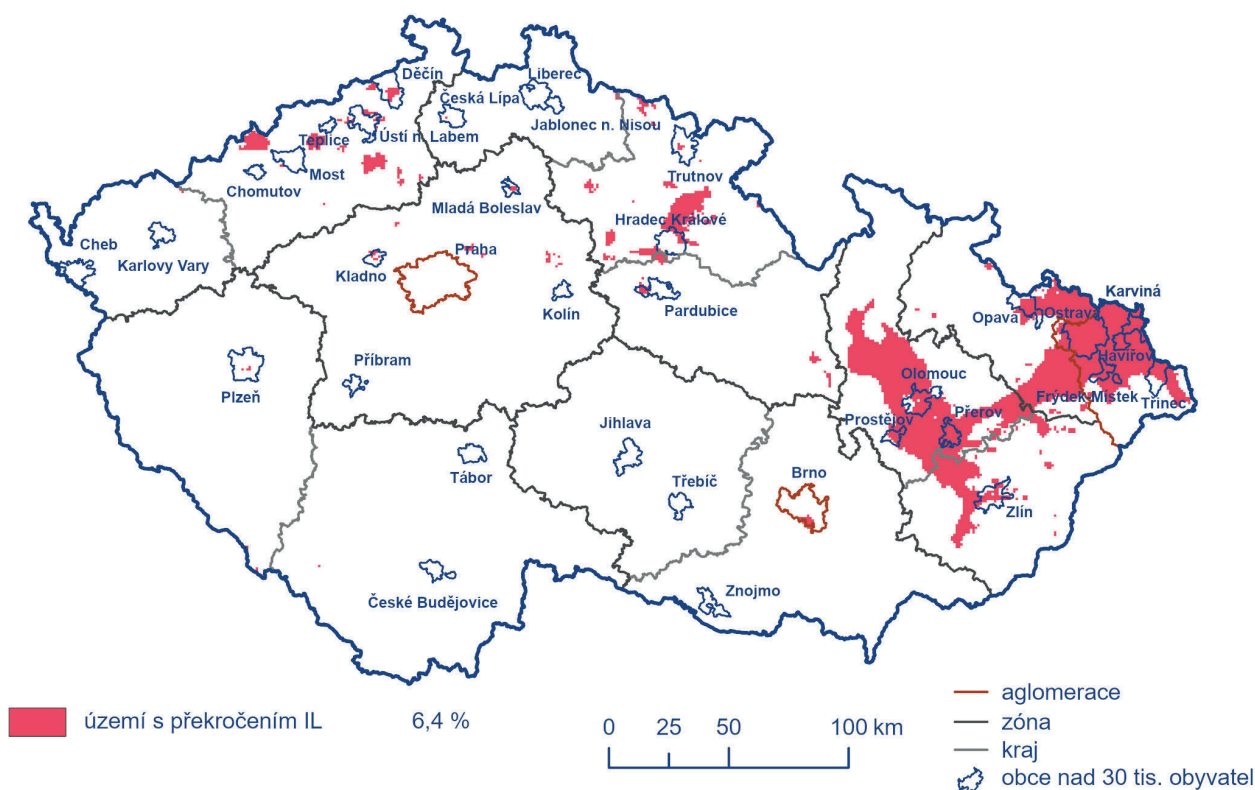 Děčín
Liberec
Česká Lípa
Jablonec n. Nisou
Teplice
Ústí n. Labem
Most
Chomutov
Trutnov
Mladá Boleslav
Hradec Králové
Cheb
Karlovy Vary
Praha
Kladno
Kolín
Pardubice
Karviná
Opava
Ostrava
Havířov
Příbram
Plzeň
Olomouc
Frýdek-Místek
Třinec
Prostějov
Přerov
Jihlava
Tábor
Třebíč
Brno
Zlín
České Budějovice
Znojmo
území s překročením IL 6,4 %
0 25 50 100 km
aglomerace
zóna
kraj
obce nad 30 tis. obyvatel